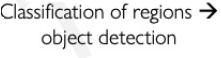 Classification of regions →
object detection